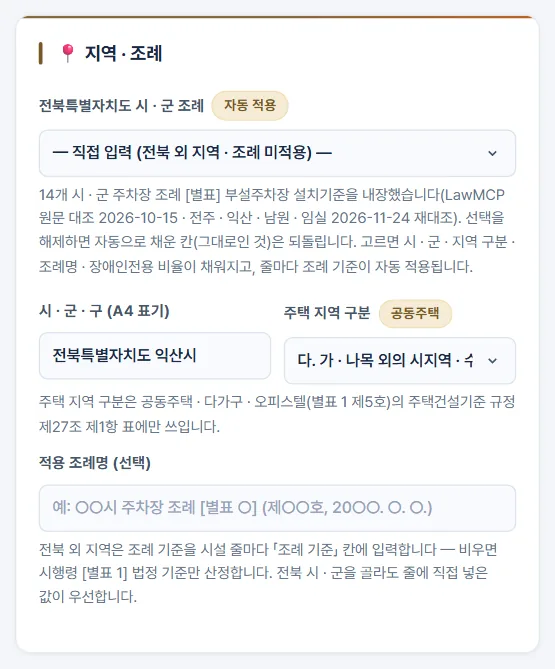 지역 · 조례
전북특별자치도 시 · 군 조례 자동 적용
— 직접 입력 (전북 외 지역 · 조례 미적용) —
14개 시 · 군 주차장 조례 [별표] 부설주차장 설치기준을 내장했습니다(LawMCP
원문 대조 2026-10-15 · 전주 · 익산 · 남원 · 임실 2026-11-24 재대조). 선택을
해제하면 자동으로 채운 칸(그대로인 것)은 되돌립니다. 고르면 시 · 군 · 지역 구분 ·
조례명 · 장애인전용 비율이 채워지고, 줄마다 조례 기준이 자동 적용됩니다.
시 · 군 · 구 (A4 표기)
주택 지역 구분 공동주택
전북특별자치도 익산시
다. 가 · 나목 외의 시지역 ·
주택 지역 구분은 공동주택 · 다가구 · 오피스텔(별표 1 제5호)의 주택건설기준 규정
제27조 제1항 표에만 쓰입니다.
적용 조례명 (선택)
예: 〇〇시 주차장 조례 [별표 〇] (제〇〇호, 20〇〇. 〇. 〇.)
전북 외 지역은 조례 기준을 시설 줄마다 「조례 기준」 칸에 입력합니다 — 비우면
시행령 [별표 1] 법정 기준만 산정합니다. 전북 시 · 군을 골라도 줄에 직접 넣은
값이 우선합니다.